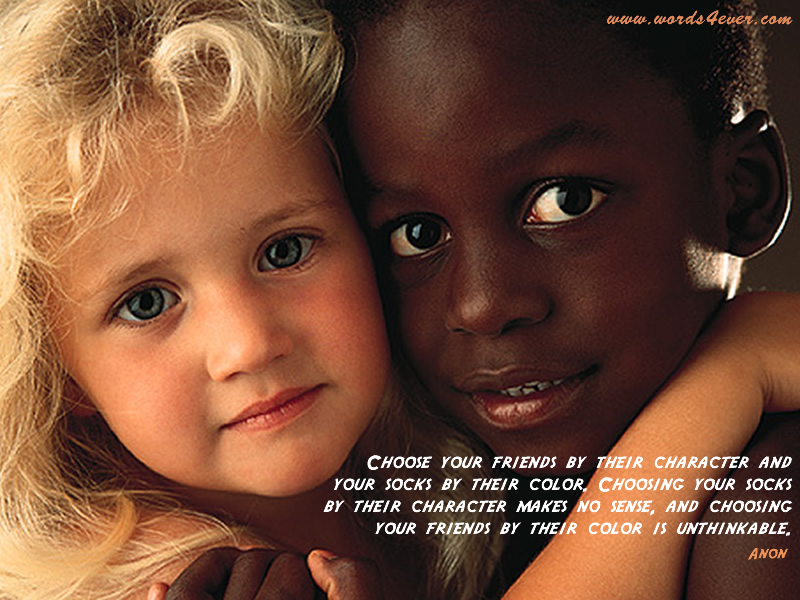 www.words4ever.com
Choose your friends by their character and
your socks by their color. Choosing your socks
by their character makes no sense, and choosing
your friends by their color is unthinkable.
Anon